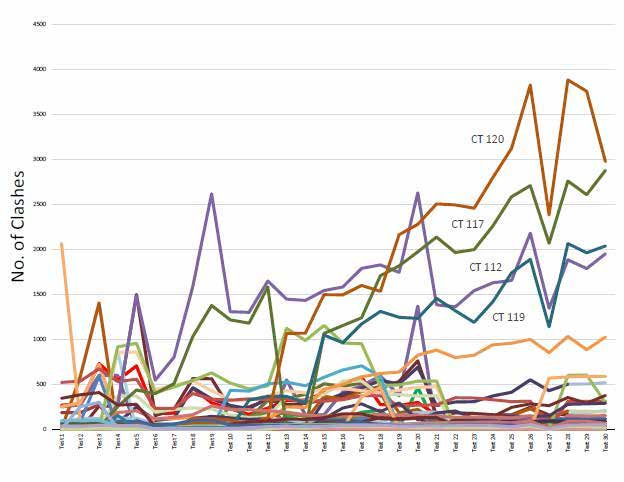 4500
4000
3500
3000
2500
2000
1500
1000
500
0
No. of Clashes
CT 120
CT 117
CT 112
CT 119
Test1
Test2
Test3
Test4
Test5
Test6
Test7
Test8
Test9
Test 10
Test 11
Test 12
Test 13
Test 14
Test 15
Test 16
Test 17
Test 18
Test 19
Test 20
Test 21
Test 22
Test 23
Test 24
Test 25
Test 26
Test 27
Test 28
Test 29
Test 30